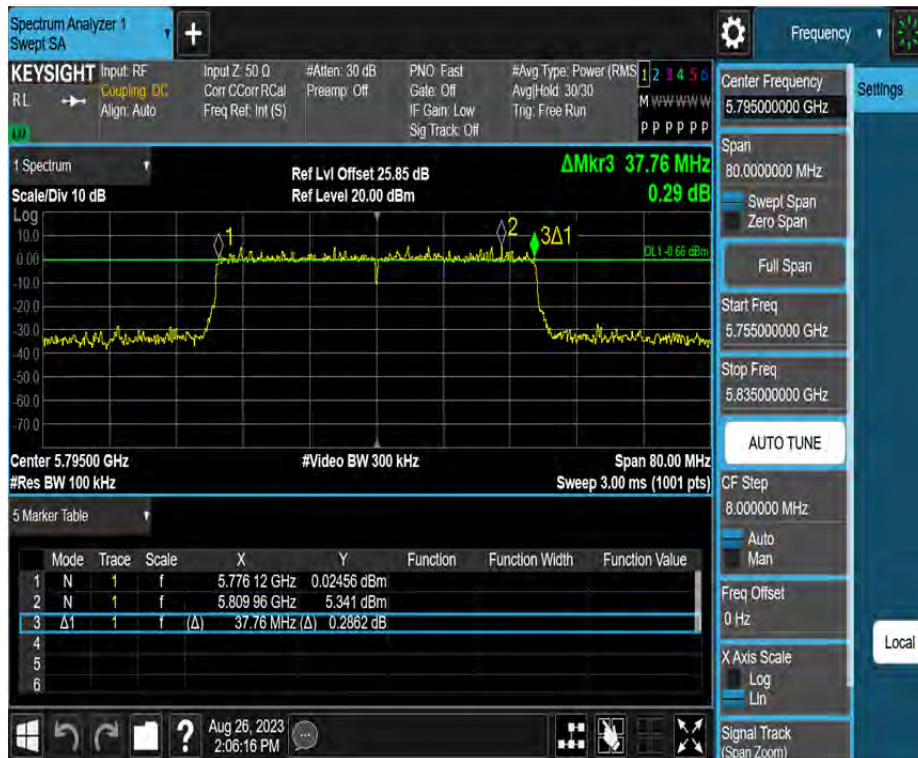 Spectrum Analyzer 1
Swept SA
+
Frequency
KEYSIGHT
RL
Input: RF
Coupling: DC
Align: Auto
Input Z: 50 Ω
Corr CCorr RCal
Freq Ref: Int (S)
#Atten: 30 dB
Preamp: Off
PNO: Fast
Gate: Off
IF Gain: Low
Sig Track: Off
#Avg Type: Power (RMS
Avg|Hold: 30/30
Trig: Free Run
1 2 3 4 5 6
M W W W W W
P P P P P P
Center Frequency
5.795000000 GHz
Settings
Span
80.0000000 MHz
Swept Span
Zero Span
Full Span
Start Freq
5.755000000 GHz
Stop Freq
5.835000000 GHz
AUTO TUNE
CF Step
8.000000 MHz
Auto
Man
Freq Offset
0 Hz
X Axis Scale
Log
Lin
Signal Track
(Span Zoom)
Local
1 Spectrum
Scale/Div 10 dB
Ref Lvl Offset 25.85 dB
Ref Level 20.00 dBm
ΔMkr3 37.76 MHz
0.29 dB
Log
10.0
0.00
-10.0
-20.0
-30.0
-40.0
-50.0
-60.0
-70.0
1
2
3Δ1
DL1 -0.66 dBm
Center 5.79500 GHz
#Video BW 300 kHz
Span 80.00 MHz
#Res BW 100 kHz
Sweep 3.00 ms (1001 pts)
5 Marker Table
Mode Trace Scale X Y Function Function Width Function Value
1 N 1 f 5.776 12 GHz 0.02456 dBm
2 N 1 f 5.809 96 GHz 5.341 dBm
3 Δ1 1 f (Δ) 37.76 MHz (Δ) 0.2862 dB
4
5
6
?
Aug 26, 2023
2:06:16 PM